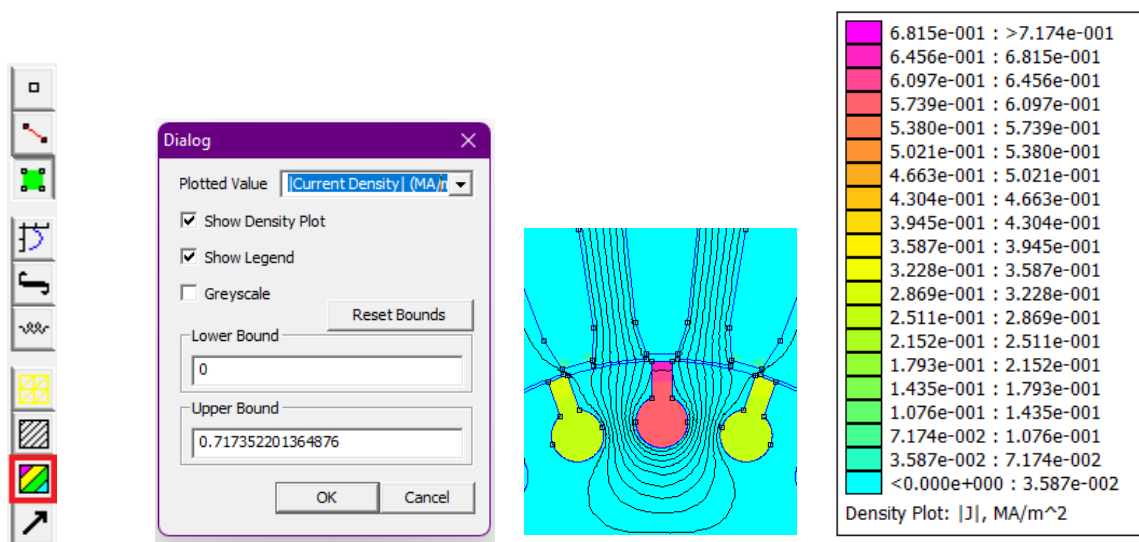 Dialog
Plotted Value |Current Density| (MA/m
Show Density Plot
Show Legend
Greyscale
Reset Bounds
Lower Bound
0
Upper Bound
0.717352201364876
OK Cancel
6.815e-001 : >7.174e-001
6.456e-001 : 6.815e-001
6.097e-001 : 6.456e-001
5.739e-001 : 6.097e-001
5.380e-001 : 5.739e-001
5.021e-001 : 5.380e-001
4.663e-001 : 5.021e-001
4.304e-001 : 4.663e-001
3.945e-001 : 4.304e-001
3.587e-001 : 3.945e-001
3.228e-001 : 3.587e-001
2.869e-001 : 3.228e-001
2.511e-001 : 2.869e-001
2.152e-001 : 2.511e-001
1.793e-001 : 2.152e-001
1.435e-001 : 1.793e-001
1.076e-001 : 1.435e-001
7.174e-002 : 1.076e-001
3.587e-002 : 7.174e-002
<0.000e+000 : 3.587e-002
Density Plot: |J|, MA/m^2